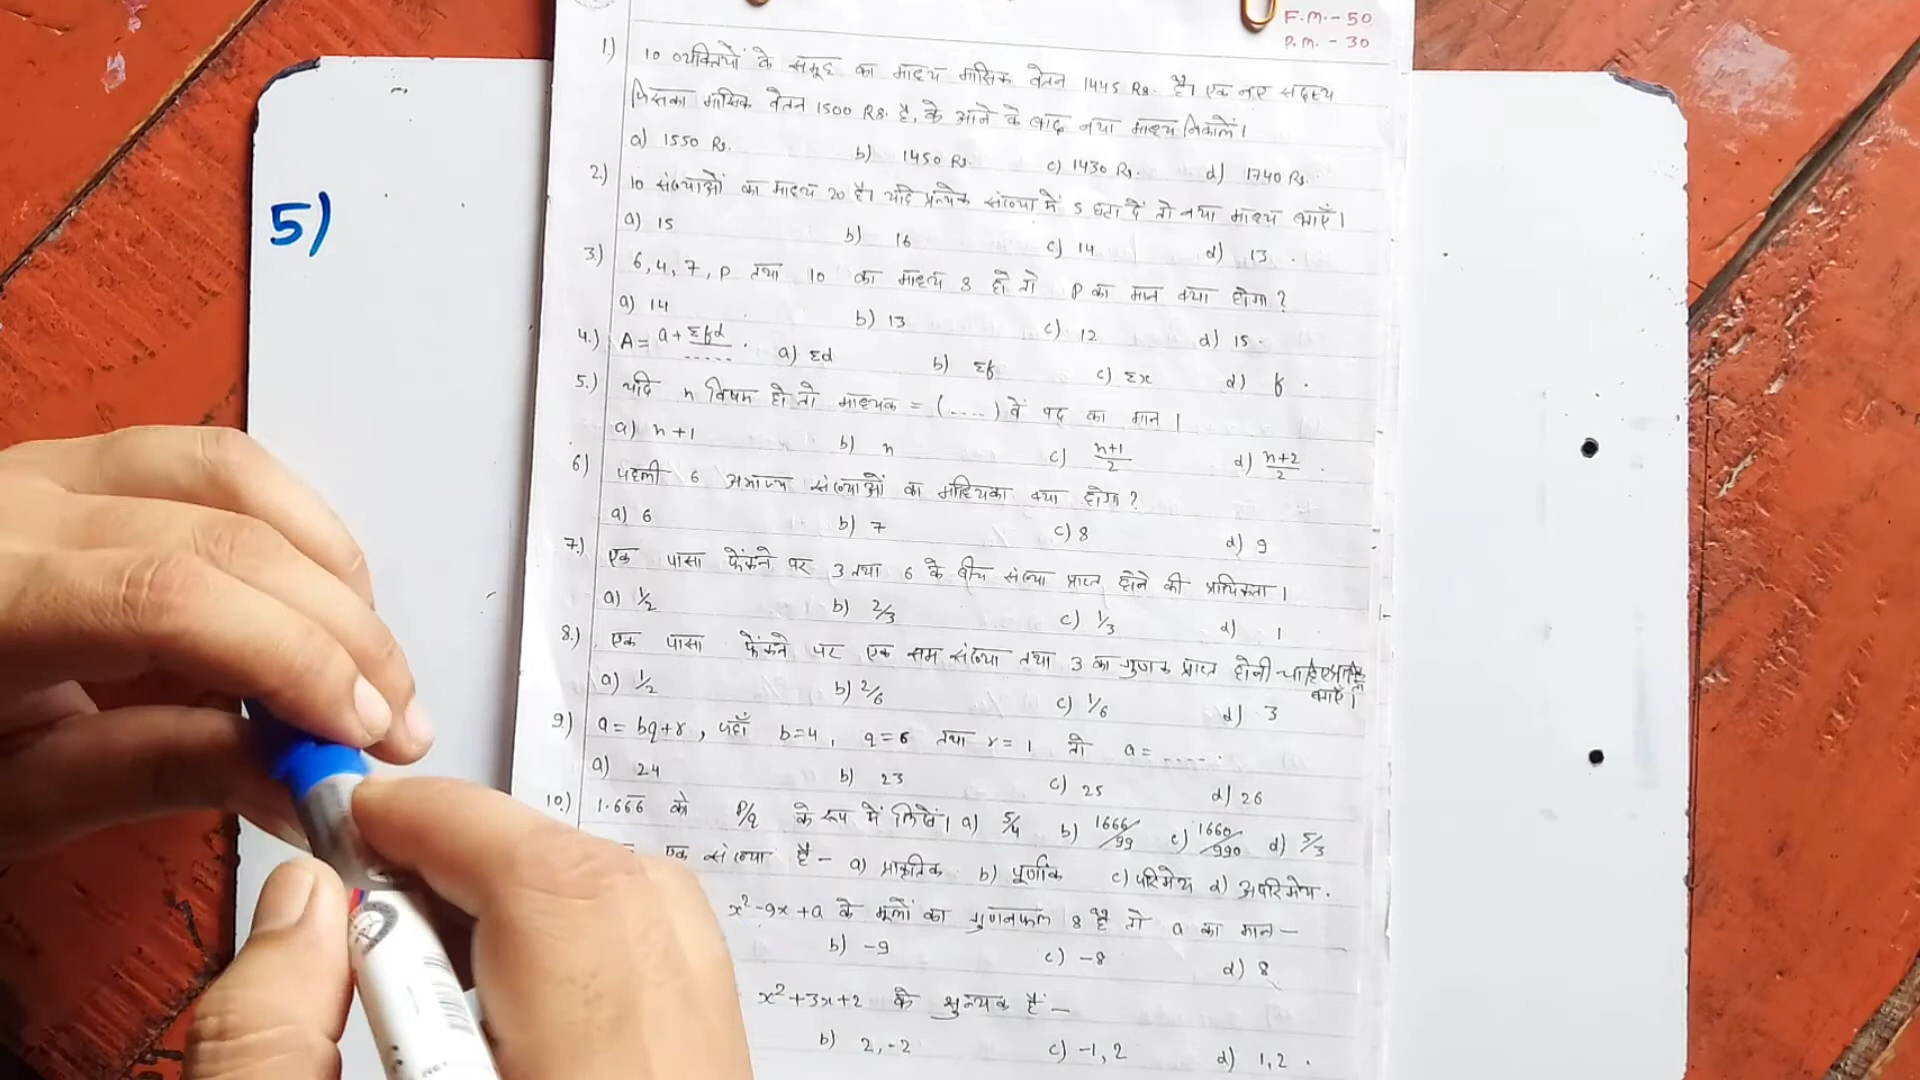 F.M. - 50
P.M. - 30
5)
1.) 10 व्यक्तियों के समूह का माध्य मासिक वेतन 1445 Rs. है। एक नए सदस्य
जिसका मासिक वेतन 1500 Rs. है, के आने के बाद नया माध्य निकालें।
a) 1550 Rs. b) 1450 Rs. c) 1430 Rs. d) 1740 Rs.
2.) 10 संख्याओं का माध्य 20 है। यदि प्रत्येक संख्या में 5 घटा दें तो नया माध्य बताएँ।
a) 15 b) 16 c) 14 d) 13.
3.) 6, 4, 7, P तथा 10 का माध्य 8 हो तो P का मान क्या होगा?
a) 14 b) 13 c) 12 d) 15.
4.) A = a + Σfd/..... . a) Σd b) Σf c) Σx d) f.
5.) यदि n विषम हो तो माध्यक = (....) वें पद का मान।
a) n+1 b) n c) n+1/2 d) n+2/2.
6) पहली 6 अभाज्य संख्याओं का माध्यिका क्या होगा?
a) 6 b) 7 c) 8 d) 9
7.) एक पासा फेंकने पर 3 तथा 6 के बीच संख्या प्राप्त होने की प्रायिकता।
a) 1/2 b) 2/3 c) 1/3 d) 1
8.) एक पासा फेंकने पर एक सम संख्या तथा 3 का गुणक प्राप्त होनी चाहिए
बताएँ।
a) 1/2 b) 2/6 c) 1/6 d) 3
9.) a = bq+r, जहाँ b=4, q=6 तथा r=1 तो a = .....
a) 24 b) 23 c) 25 d) 26
10.) 1.666 को P/q के रूप में लिखें। a) 5/4 b) 1666/99 c) 1660/990 d) 5/3
एक संख्या है - a) प्राकृतिक b) पूर्णांक c) परिमेय d) अपरिमेय.
x²-9x+a के मूलों का गुणनफल 8 है तो a का मान -
b) -9 c) -8 d) 8
x²+3x+2 के शुन्यक हैं -
b) 2, -2 c) -1, 2 d) 1, 2.